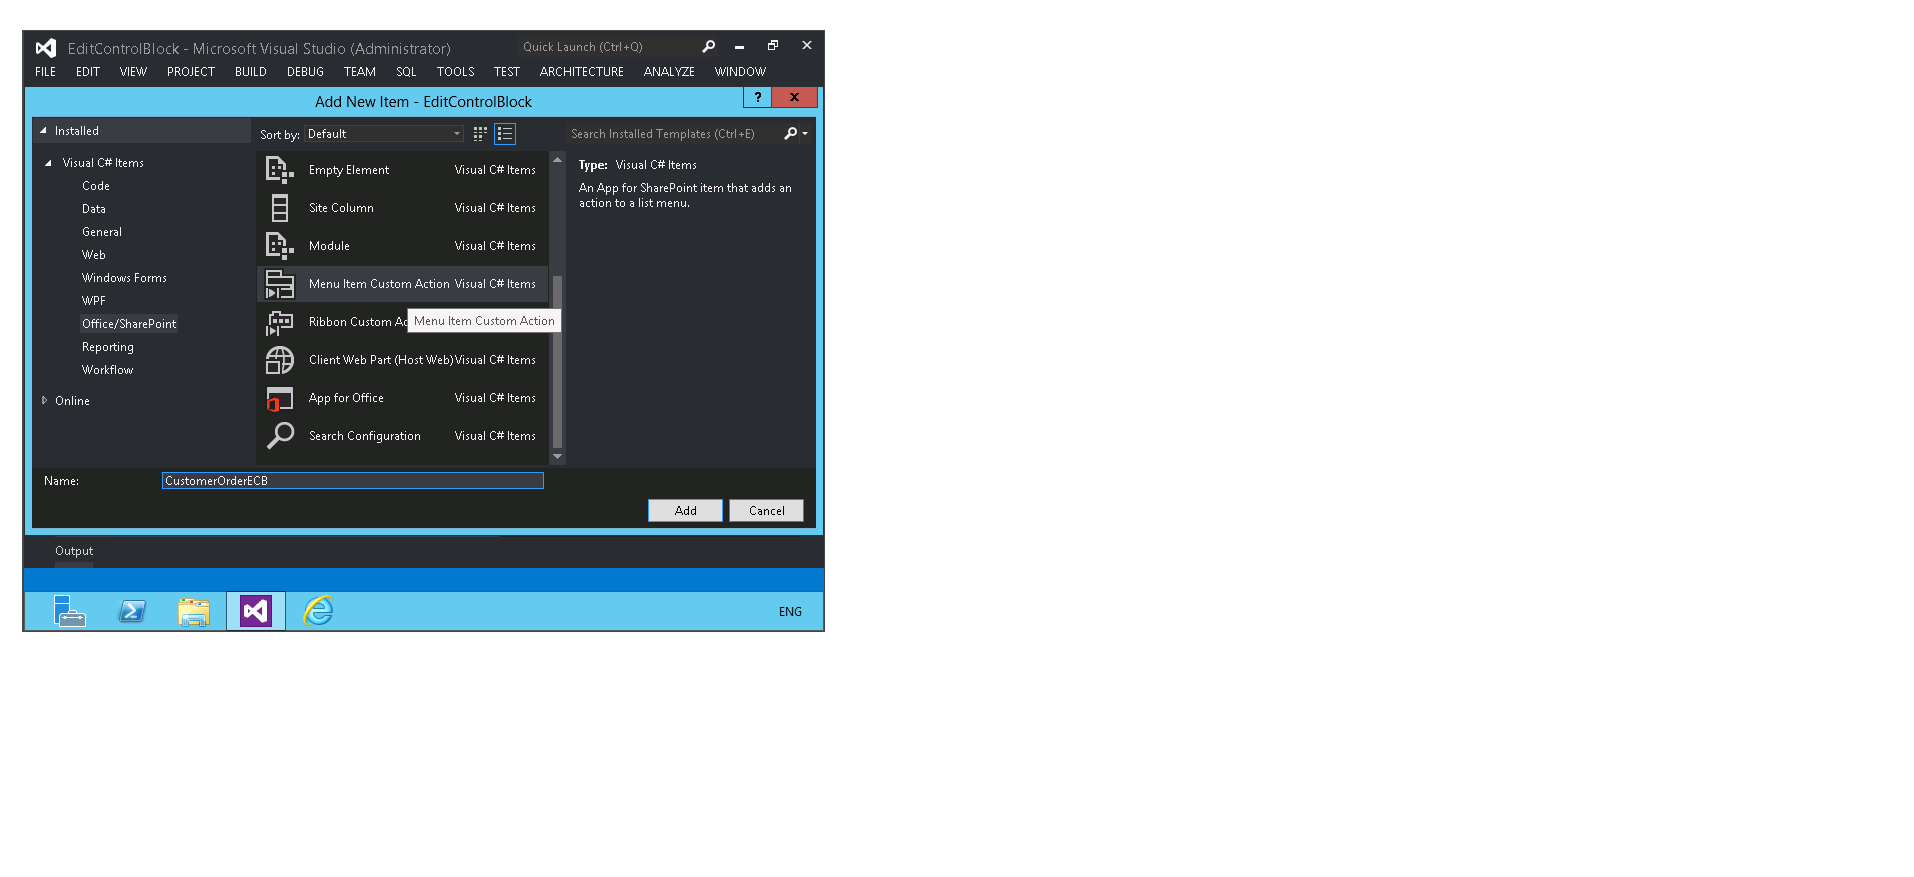 EditControlBlock - Microsoft Visual Studio (Administrator)
Quick Launch (Ctrl+Q)
FILE EDIT VIEW PROJECT BUILD DEBUG TEAM SQL TOOLS TEST ARCHITECTURE ANALYZE WINDOW
Add New Item - EditControlBlock
?
x
Installed
Sort by: Default
Search Installed Templates (Ctrl+E)
Visual C# Items
Code
Data
General
Web
Windows Forms
WPF
Office/SharePoint
Reporting
Workflow
Online
Empty Element Visual C# Items
Site Column Visual C# Items
Module Visual C# Items
Menu Item Custom Action Visual C# Items
Ribbon Custom
Menu Item Custom Action
Client Web Part (Host Web) Visual C# Items
App for Office Visual C# Items
Search Configuration Visual C# Items
Type: Visual C# Items
An App for SharePoint item that adds an
action to a list menu.
Name: CustomerOrderECB
Add Cancel
Output
ENG